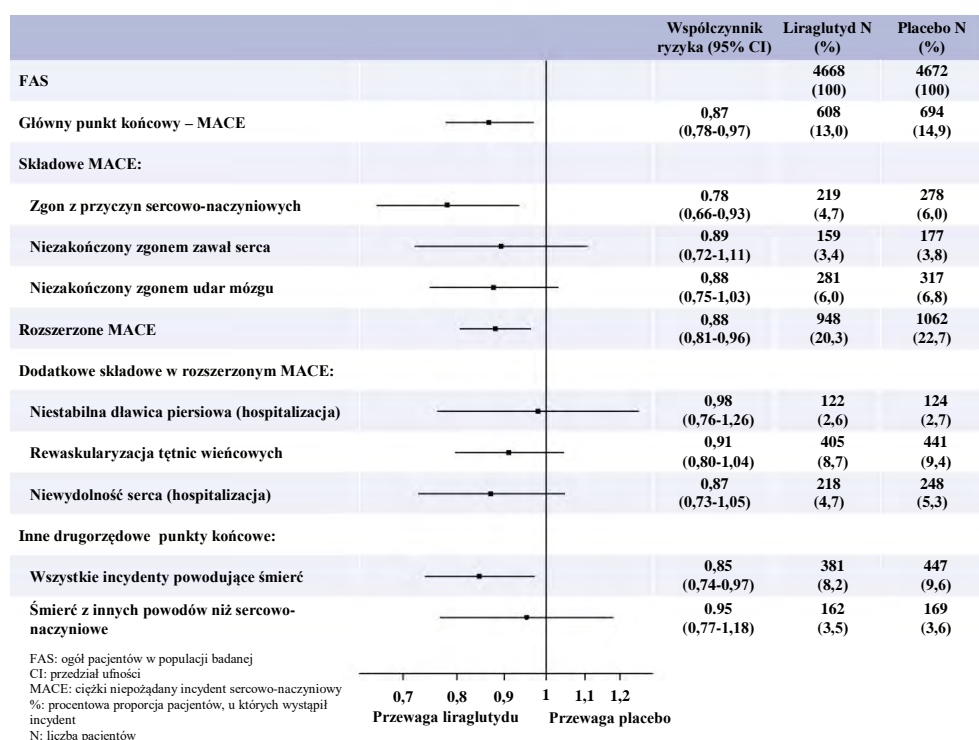 Współczynnik ryzyka (95% CI) Liraglutyd N (%) Placebo N (%)
FAS 4668 (100) 4672 (100)
Główny punkt końcowy – MACE 0,87 (0,78-0,97) 608 (13,0) 694 (14,9)
Składowe MACE:
Zgon z przyczyn sercowo-naczyniowych 0.78 (0,66-0,93) 219 (4,7) 278 (6,0)
Niezakończony zgonem zawał serca 0.89 (0,72-1,11) 159 (3,4) 177 (3,8)
Niezakończony zgonem udar mózgu 0,88 (0,75-1,03) 281 (6,0) 317 (6,8)
Rozszerzone MACE 0,88 (0,81-0,96) 948 (20,3) 1062 (22,7)
Dodatkowe składowe w rozszerzonym MACE:
Niestabilna dławica piersiowa (hospitalizacja) 0,98 (0,76-1,26) 122 (2,6) 124 (2,7)
Rewaskularyzacja tętnic wieńcowych 0,91 (0,80-1,04) 405 (8,7) 441 (9,4)
Niewydolność serca (hospitalizacja) 0,87 (0,73-1,05) 218 (4,7) 248 (5,3)
Inne drugorzędowe punkty końcowe:
Wszystkie incydenty powodujące śmierć 0,85 (0,74-0,97) 381 (8,2) 447 (9,6)
Śmierć z innych powodów niż sercowo-
naczyniowe 0.95 (0,77-1,18) 162 (3,5) 169 (3,6)
FAS: ogół pacjentów w populacji badanej
CI: przedział ufności
MACE: ciężki niepożądany incydent sercowo-naczyniowy
%: procentowa proporcja pacjentów, u których wystąpił
incydent
N: liczba pacjentów
0,7 0,8 0,9 1 1,1 1,2
Przewaga liraglutydu Przewaga placebo